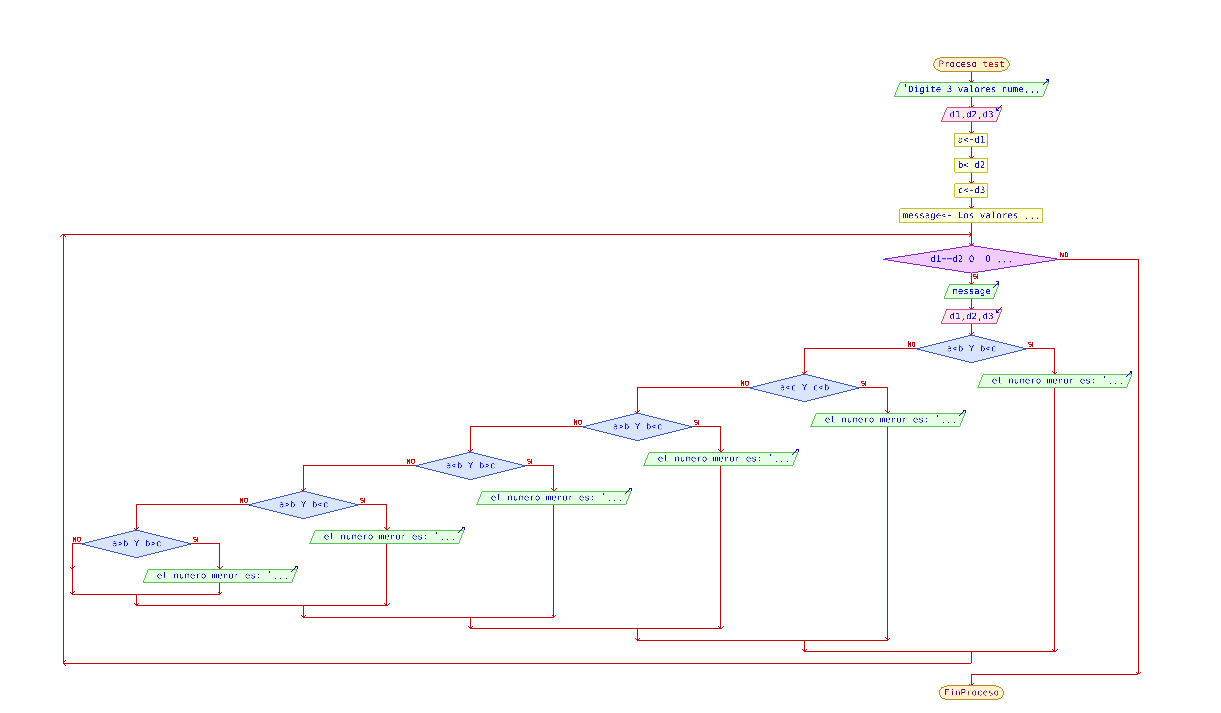 Proceso test
'Digite 3 valores nume...
d1,d2,d3
a<-d1
b<-d2
c<-d3
message<- Los valores ...
d1==d2 O O ...
NO
SI
message
d1,d2,d3
NO
a<b Y b<c
SI
el numero menor es: '...
NO
a<c Y c<b
SI
el numero menor es: '...
NO
a>b Y b<c
SI
el numero menor es: '...
NO
a<b Y b>c
SI
el numero menor es: '...
NO
a>b Y b<c
SI
el numero menor es: '...
NO
a>b Y b>c
SI
el numero menor es: '...
FinProceso